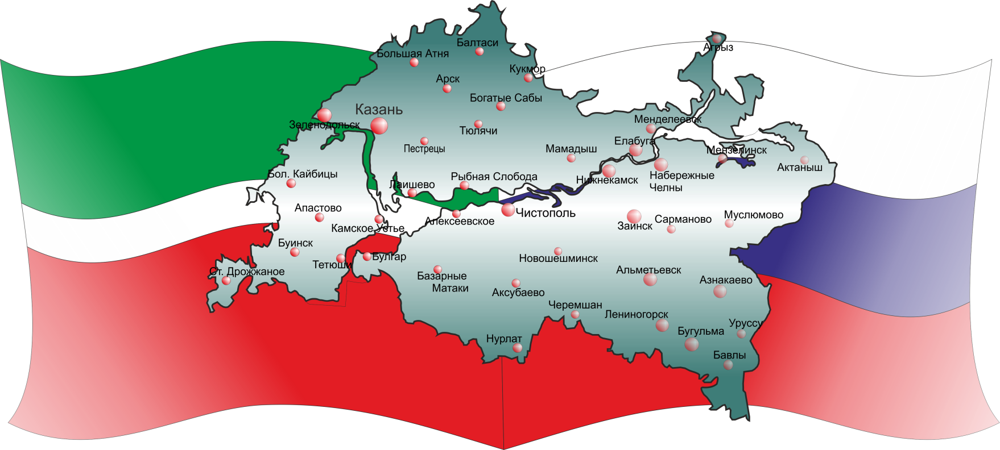 Агрыз
Балтаси
Большая Атня
Кукмор
Арск
Богатые Сабы
Казань
Менделеевск
Зеленодольск
Тюлячи
Елабуга
Пестрецы
Мамадыш
Мензелинск
Актаныш
Бол. Кайбицы
Рыбная Слобода
Нижнекамск
Набережные
Челны
Лаишево
Апастово
Чистополь
Муслюмово
Алексеевское
Сарманово
Заинск
Камское Устье
Буинск
Булгар
Новошешминск
Тетюши
Ст. Дрожжаное
Альметьевск
Базарные
Матаки
Азнакаево
Аксубаево
Черемшан
Лениногорск
Уруссу
Бугульма
Нурлат
Бавлы